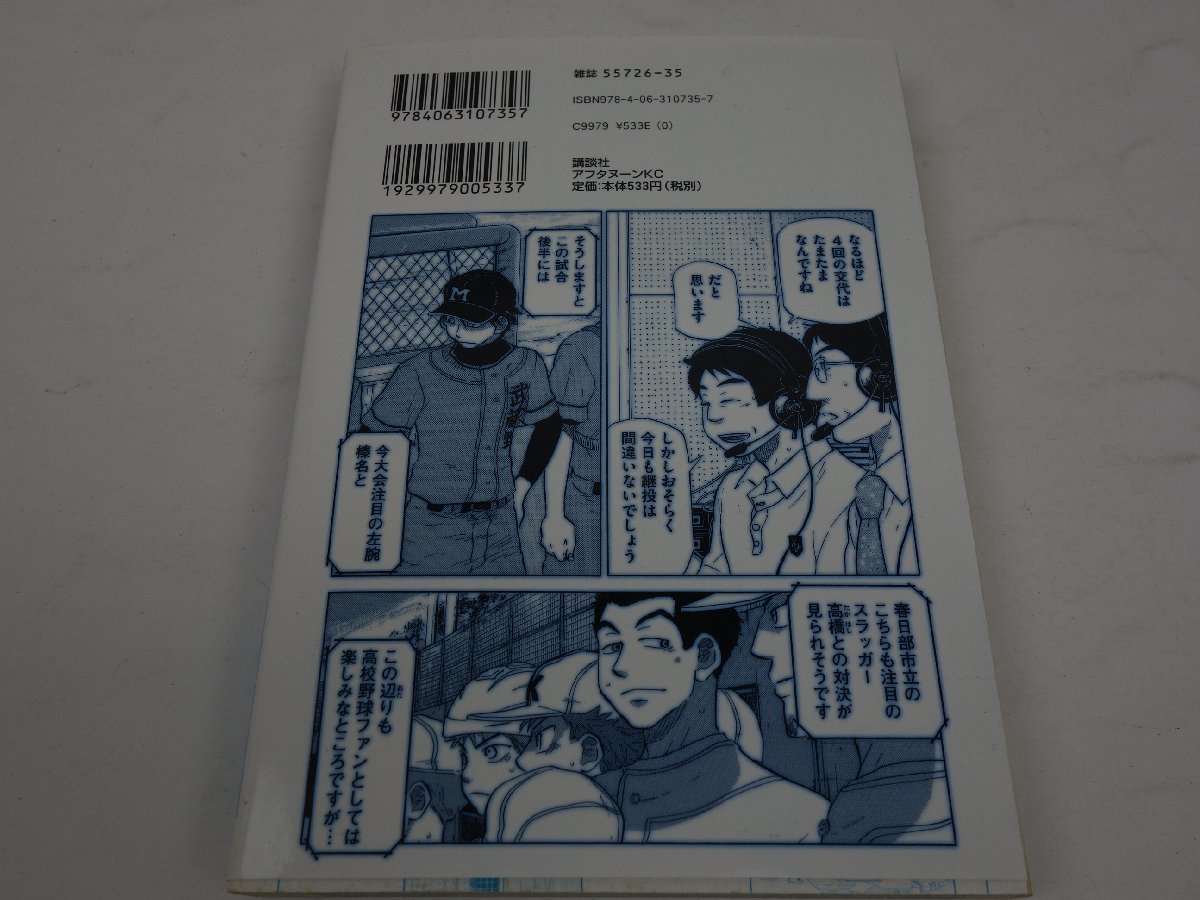 雑誌 55726-35
9784063107357
ISBN978-4-06-310735-7
C9979 ¥533E (0)
1929979005337
講談社
アフタヌーンKC
定価:本体533円(税別)
なるほど
4回の交代は
たまたま
なんですね
だと
思います
しかしおそらく
今日も継投は
間違いないでしょう
そうしますと
この試合
後半には
M
今大会注目の左腕
榛名と
春日部市立の
こちらも注目の
スラッガー
高橋との対決が
たかはし
見られそうです
K
この辺りも
あた
高校野球ファンとしては
楽しみなところですが…